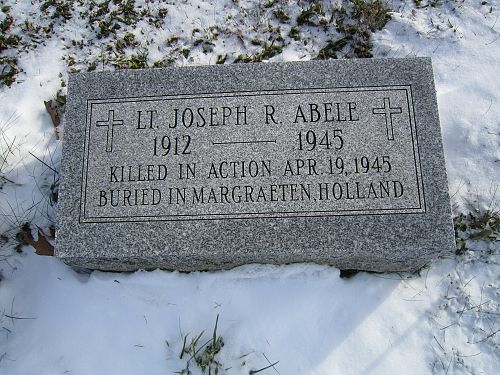 LT. JOSEPH R. ABELE
1912 — 1945
KILLED IN ACTION APR. 19, 1945
BURIED IN MARGRAETEN, HOLLAND